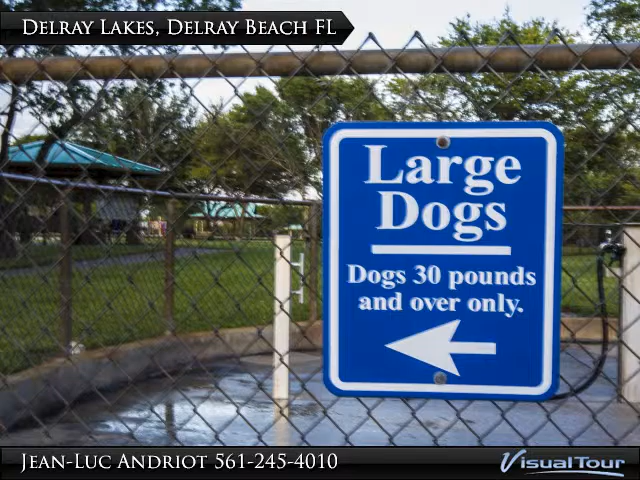 Delray Lakes, Delray Beach FL
Large
Dogs
Dogs 30 pounds
and over only.
Jean-Luc Andriot 561-245-4010
VisualTour